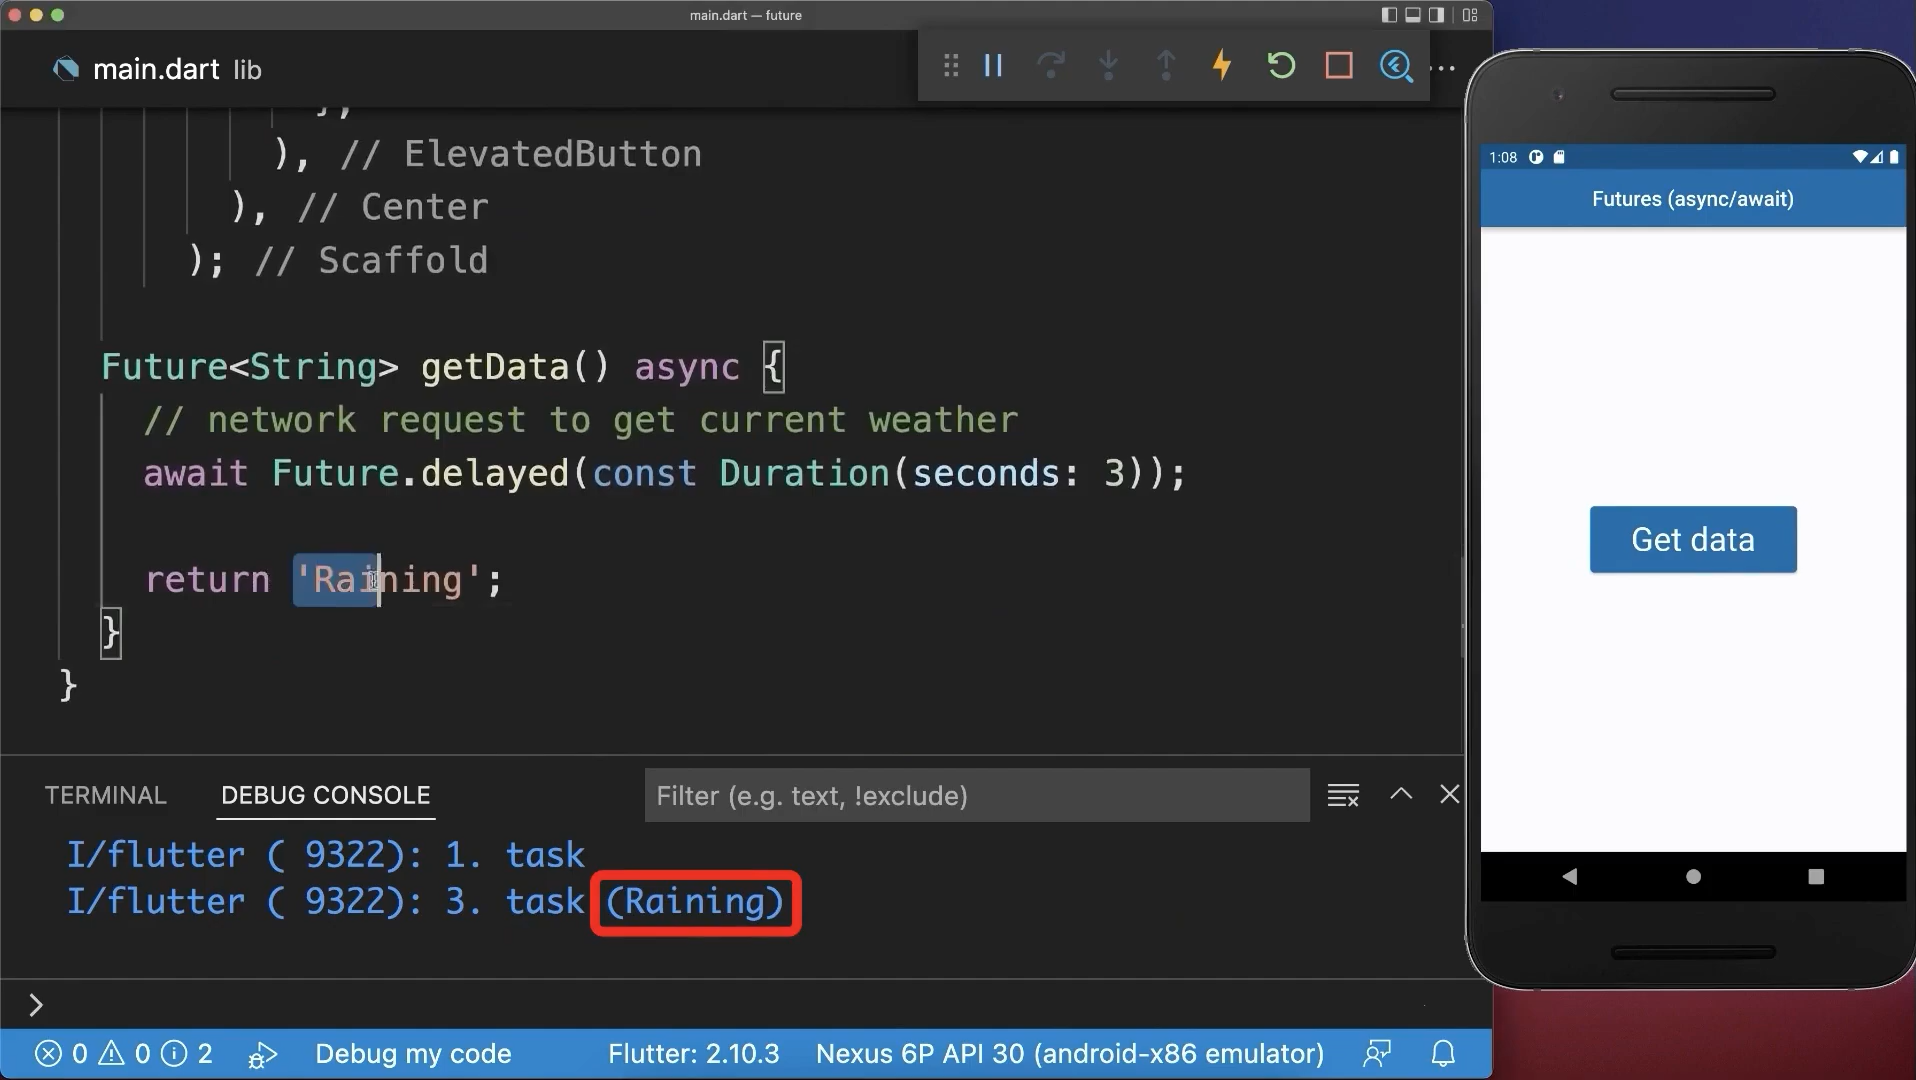 main.dart — future
main.dart lib
},
), // ElevatedButton
), // Center
); // Scaffold
Future<String> getData() async {
// network request to get current weather
await Future.delayed(const Duration(seconds: 3));
return 'Raining';
}
}
TERMINAL DEBUG CONSOLE Filter (e.g. text, !exclude)
I/flutter ( 9322): 1. task
I/flutter ( 9322): 3. task (Raining)
0 0 2 Debug my code Flutter: 2.10.3 Nexus 6P API 30 (android-x86 emulator)
1:08
Futures (async/await)
Get data